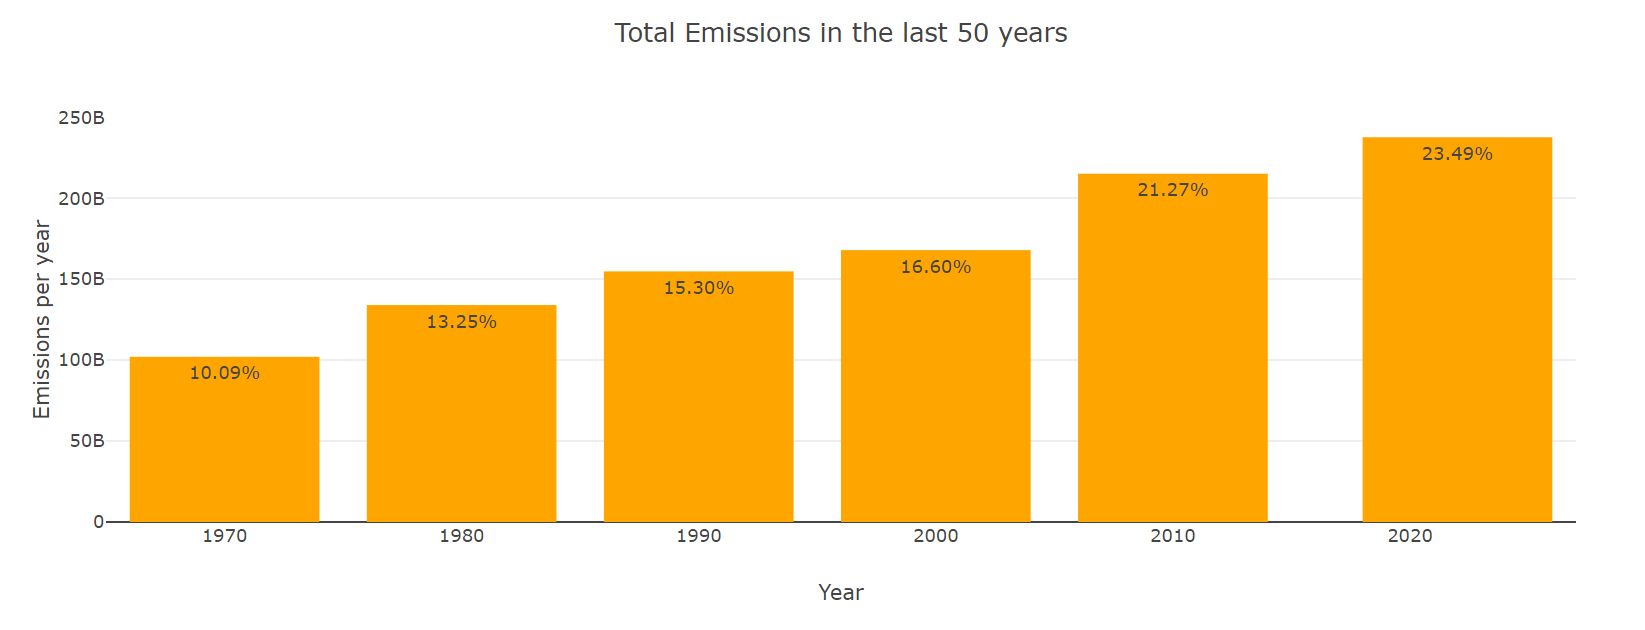 Total Emissions in the last 50 years
250B
200B
150B
100B
50B
0
Emissions per year
10.09%
13.25%
15.30%
16.60%
21.27%
23.49%
1970
1980
1990
2000
2010
2020
Year